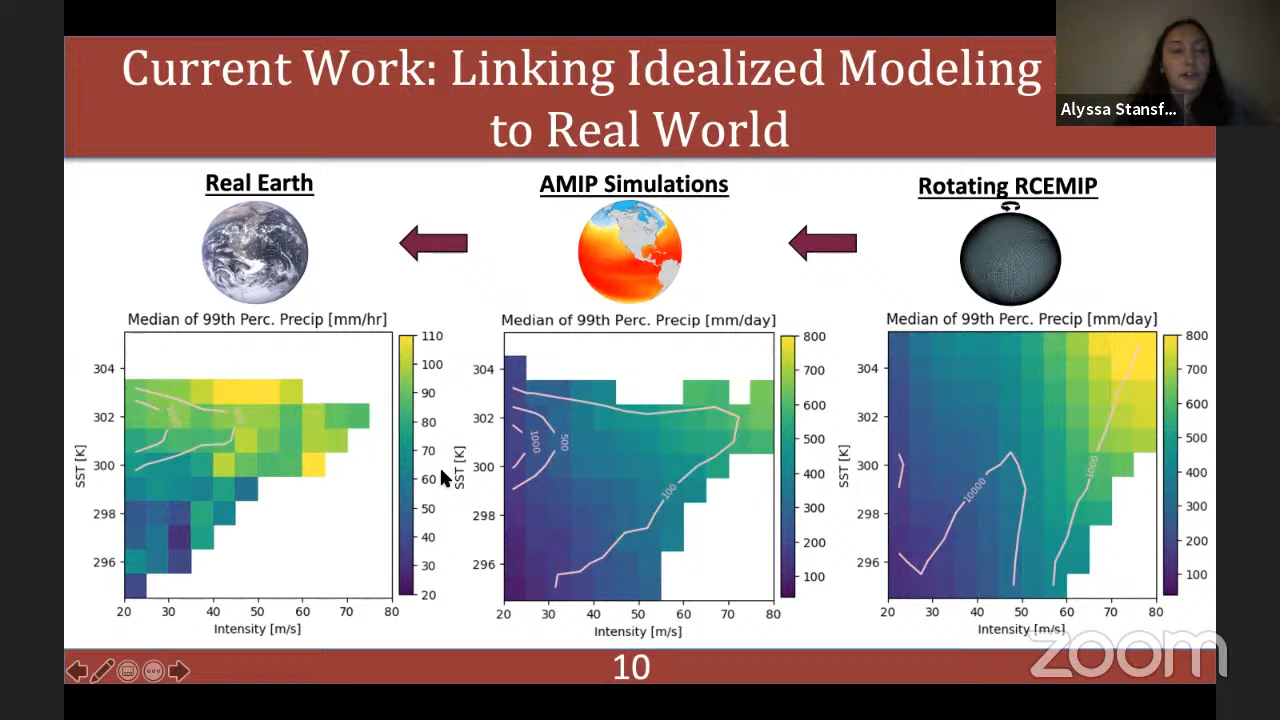 Current Work: Linking Idealized Modeling
to Real World
Alyssa Stansf...
Real Earth
AMIP Simulations
Rotating RCEMIP
Median of 99th Perc. Precip [mm/hr]
304
302
300
298
296
SST [K]
20 30 40 50 60 70 80
Intensity [m/s]
110
100
90
80
70
60
50
40
30
20
Median of 99th Perc. Precip [mm/day]
304
302
300
298
296
SST [K]
1000
500
100
20 30 40 50 60 70 80
Intensity [m/s]
800
700
600
500
400
300
200
100
Median of 99th Perc. Precip [mm/day]
304
302
300
298
296
SST [K]
10000
1000
20 30 40 50 60 70 80
Intensity [m/s]
800
700
600
500
400
300
200
100
zoom
10